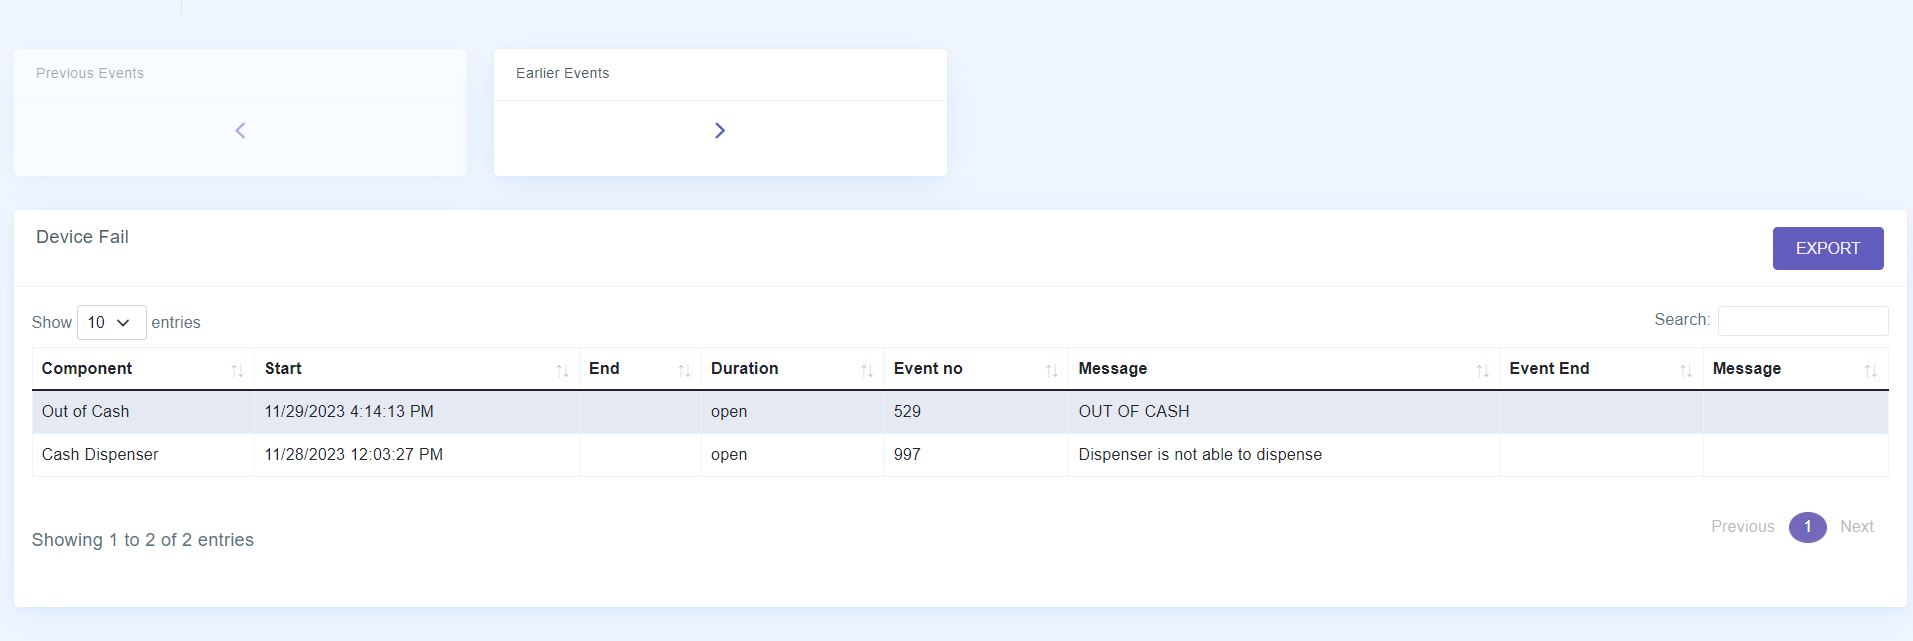 Previous Events
Earlier Events
Device Fail
EXPORT
Show 10 entries
Search:
Component Start End Duration Event no Message Event End Message
Out of Cash 11/29/2023 4:14:13 PM open 529 OUT OF CASH
Cash Dispenser 11/28/2023 12:03:27 PM open 997 Dispenser is not able to dispense
Showing 1 to 2 of 2 entries
Previous 1 Next